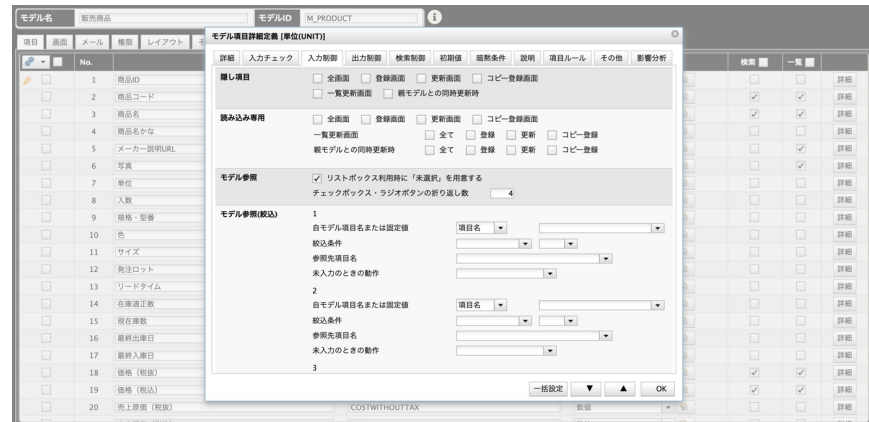 モデル名 販売商品 モデルID M_PRODUCT
項目 画面 メール 権限 レイアウト
モデル項目詳細定義 [単位(UNIT)]
詳細 入力チェック 入力制御 出力制御 検索制御 初期値 暗黙条件 説明 項目ルール その他 影響分析
隠し項目 全画面 登録画面 更新画面 コピー登録画面
一覧更新画面 親モデルとの同時更新時
読み込み専用 全画面 登録画面 更新画面 コピー登録画面
一覧更新画面 全て 登録 更新 コピー登録
親モデルとの同時更新時 全て 登録 更新 コピー登録
モデル参照 リストボックス利用時に「未選択」を用意する
チェックボックス・ラジオボタンの折り返し数 4
モデル参照(絞込) 1
自モデル項目名または固定値 項目名
絞込条件
参照先項目名
未入力のときの動作
2
自モデル項目名または固定値 項目名
絞込条件
参照先項目名
未入力のときの動作
3
一括設定 ▼ ▲ OK
No. 検索 一覧
1 商品ID 詳細
2 商品コード 詳細
3 商品名 詳細
4 商品名かな 詳細
5 メーカー説明URL 詳細
6 写真 詳細
7 単位 詳細
8 入数 詳細
9 規格・型番 詳細
10 色 詳細
11 サイズ 詳細
12 発注ロット 詳細
13 リードタイム 詳細
14 在庫適正数 詳細
15 現在庫数 詳細
16 最終出庫日 詳細
17 最終入庫日 詳細
18 価格（税抜） 詳細
19 価格（税込） 詳細
20 売上原価（税抜） COSTWITHOUTTAX 数値 詳細